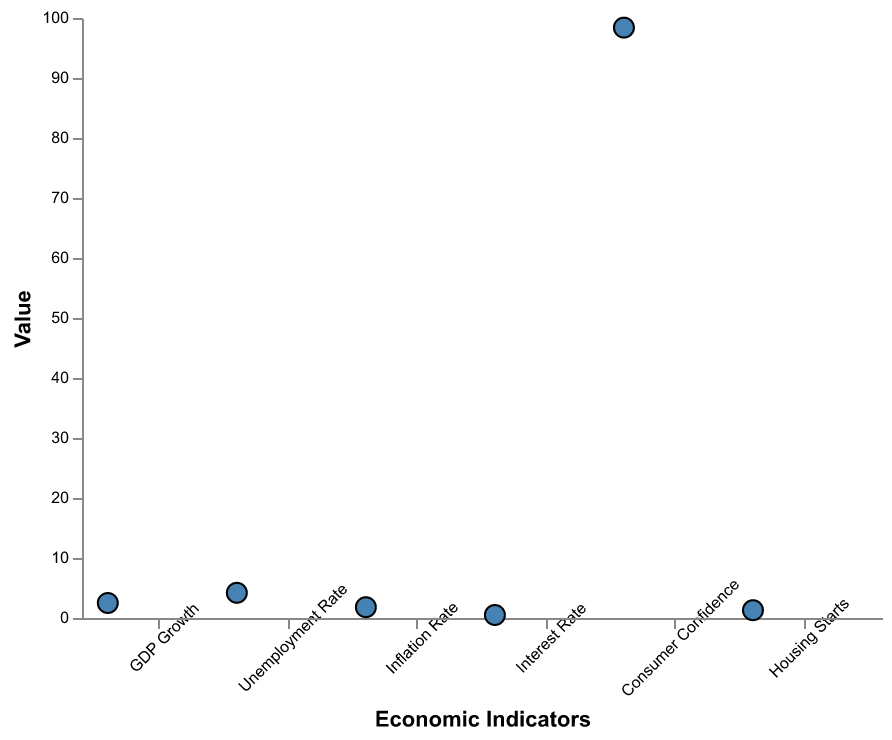 100
90
80
70
60
50
40
30
20
10
0
Value
GDP Growth
Unemployment Rate
Inflation Rate
Interest Rate
Consumer Confidence
Housing Starts
Economic Indicators